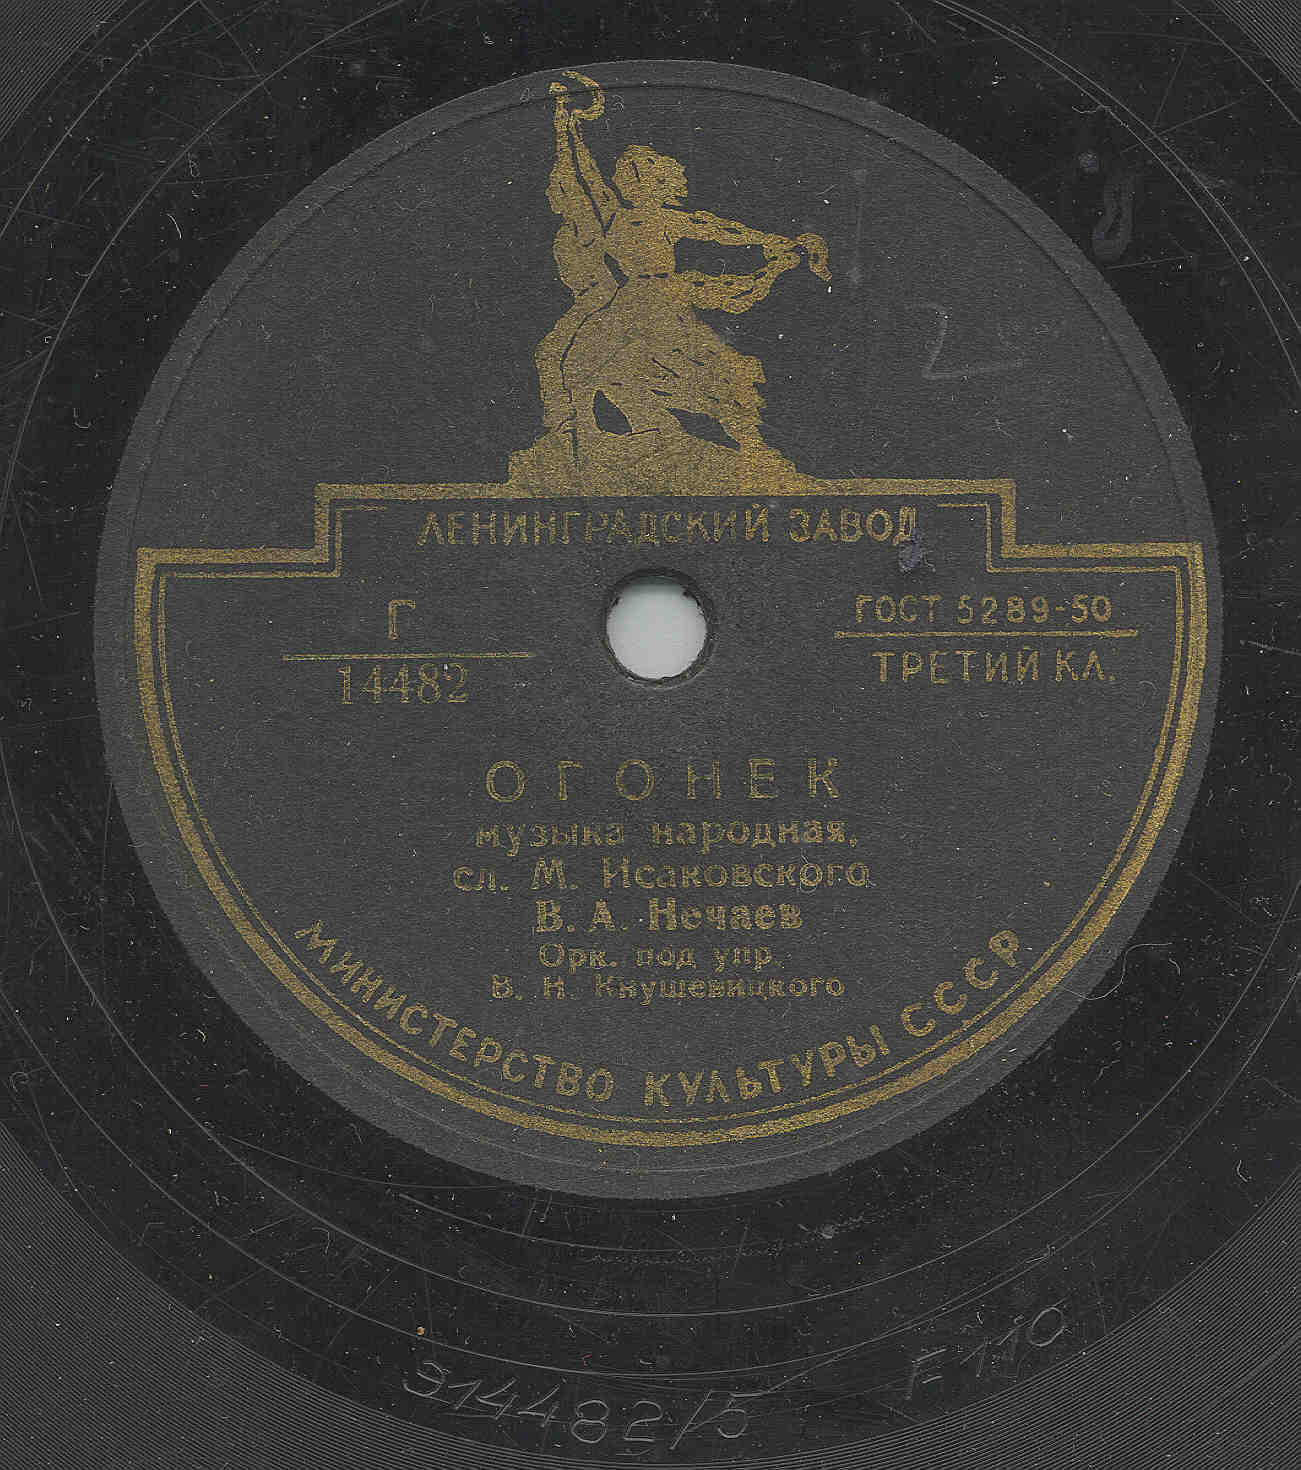 ЛЕНИНГРАДСКИЙ ЗАВОД
Г
14482
ГОСТ 5289-50
ТРЕТИЙ КЛ.
ОГОНЕК
музыка народная,
сл. М. Исаковского
В. А. Нечаев
Орк. под упр.
В. Н. Кнушевицкого
МИНИСТЕРСТВО КУЛЬТУРЫ СССР
Э14482/5
F 110